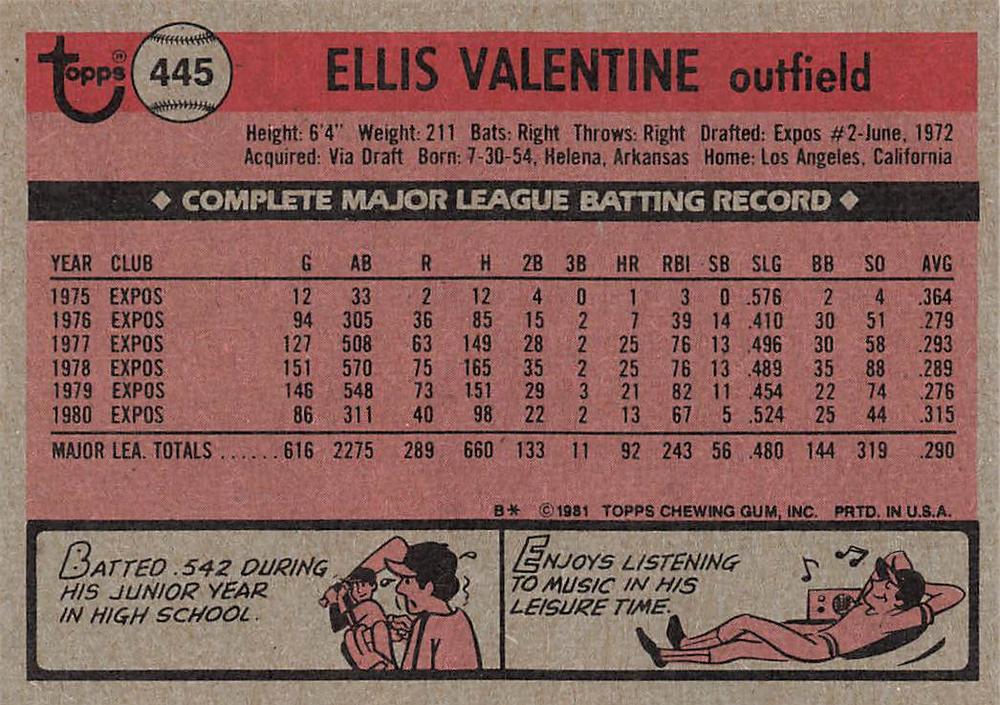 Topps® 445 ELLIS VALENTINE outfield
Height: 6'4" Weight: 211 Bats: Right Throws: Right Drafted: Expos #2-June, 1972
Acquired: Via Draft Born: 7-30-54, Helena, Arkansas Home: Los Angeles, California
◆ COMPLETE MAJOR LEAGUE BATTING RECORD ◆
YEAR CLUB G AB R H 2B 3B HR RBI SB SLG BB SO AVG
1975 EXPOS 12 33 2 12 4 0 1 3 0 .576 2 4 .364
1976 EXPOS 94 305 36 85 15 2 7 39 14 .410 30 51 .279
1977 EXPOS 127 508 63 149 28 2 25 76 13 .496 30 58 .293
1978 EXPOS 151 570 75 165 35 2 25 76 13 .489 35 88 .289
1979 EXPOS 146 548 73 151 29 3 21 82 11 .454 22 74 .276
1980 EXPOS 86 311 40 98 22 2 13 67 5 .524 25 44 .315
MAJOR LEA. TOTALS ...... 616 2275 289 660 133 11 92 243 56 .480 144 319 .290
B* ©1981 TOPPS CHEWING GUM, INC. PRTD. IN U.S.A.
BATTED .542 DURING
HIS JUNIOR YEAR
IN HIGH SCHOOL.
ENJOYS LISTENING
TO MUSIC IN HIS
LEISURE TIME.